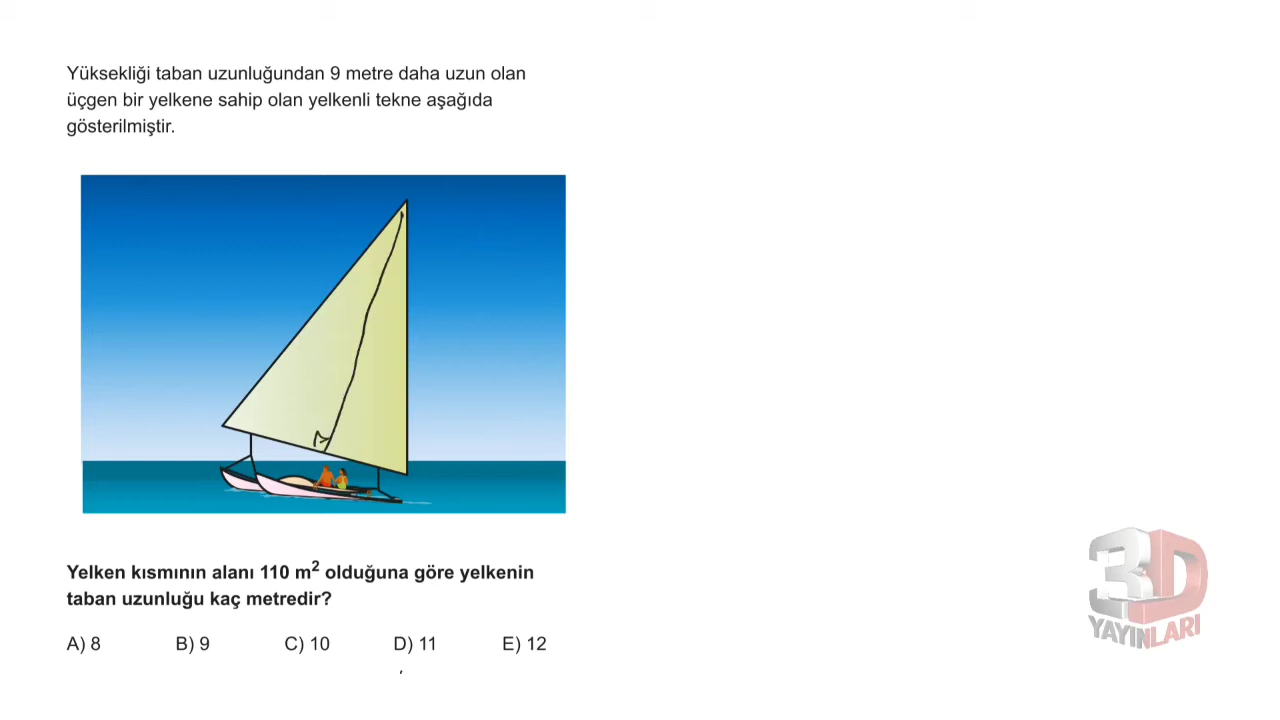 Yüksekliği taban uzunluğundan 9 metre daha uzun olan
üçgen bir yelkene sahip olan yelkenli tekne aşağıda
gösterilmiştir.
Yelken kısmının alanı 110 m² olduğuna göre yelkenin
taban uzunluğu kaç metredir?
A) 8 B) 9 C) 10 D) 11 E) 12
3D
YAYINLARI